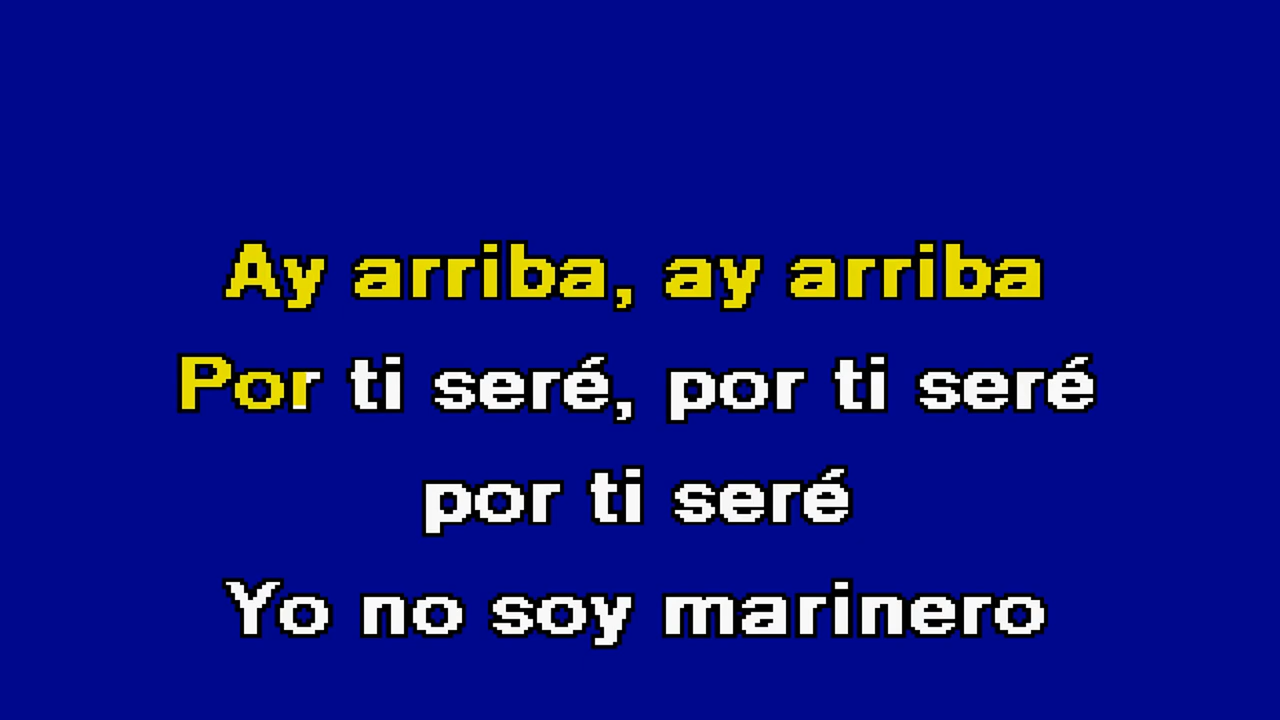 Ay arriba, ay arriba
Por ti seré, por ti seré
por ti seré
Yo no soy marinero